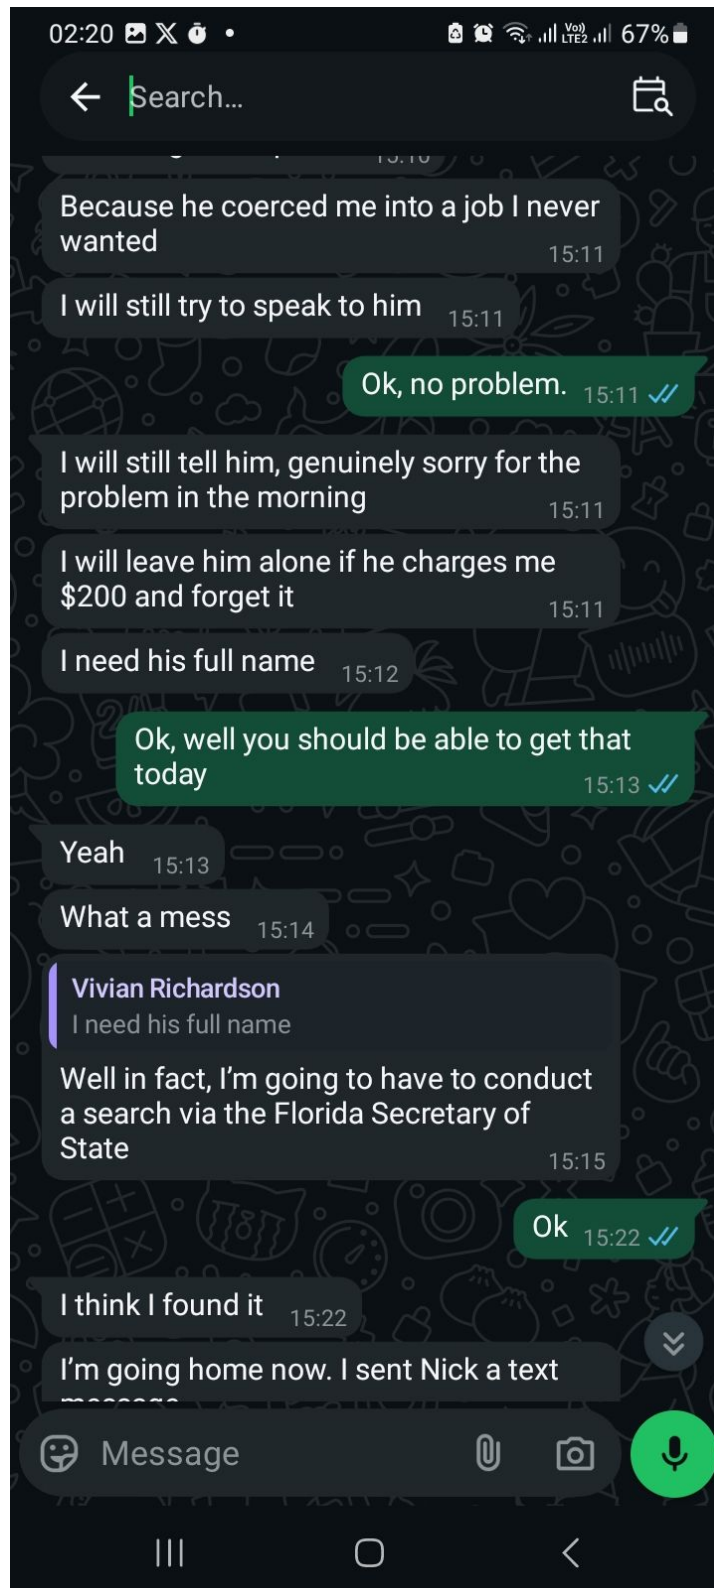 02:20
Vo))
LTE2
67%
Search...
15:10
Because he coerced me into a job I never
wanted
15:11
I will still try to speak to him 15:11
Ok, no problem. 15:11
I will still tell him, genuinely sorry for the
problem in the morning
15:11
I will leave him alone if he charges me
$200 and forget it
15:11
I need his full name 15:12
Ok, well you should be able to get that
today
15:13
Yeah 15:13
What a mess 15:14
Vivian Richardson
I need his full name
Well in fact, I’m going to have to conduct
a search via the Florida Secretary of
State
15:15
Ok 15:22
I think I found it 15:22
I’m going home now. I sent Nick a text
Message